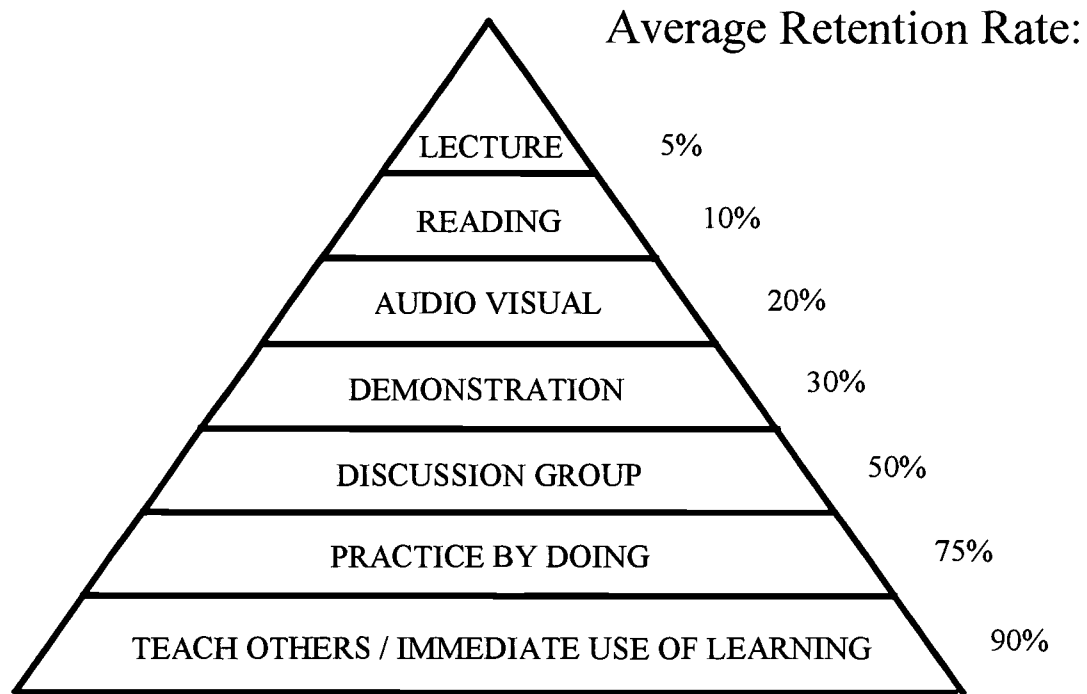 Average Retention Rate:
LECTURE 5%
READING 10%
AUDIO VISUAL 20%
DEMONSTRATION 30%
DISCUSSION GROUP 50%
PRACTICE BY DOING 75%
TEACH OTHERS / IMMEDIATE USE OF LEARNING 90%